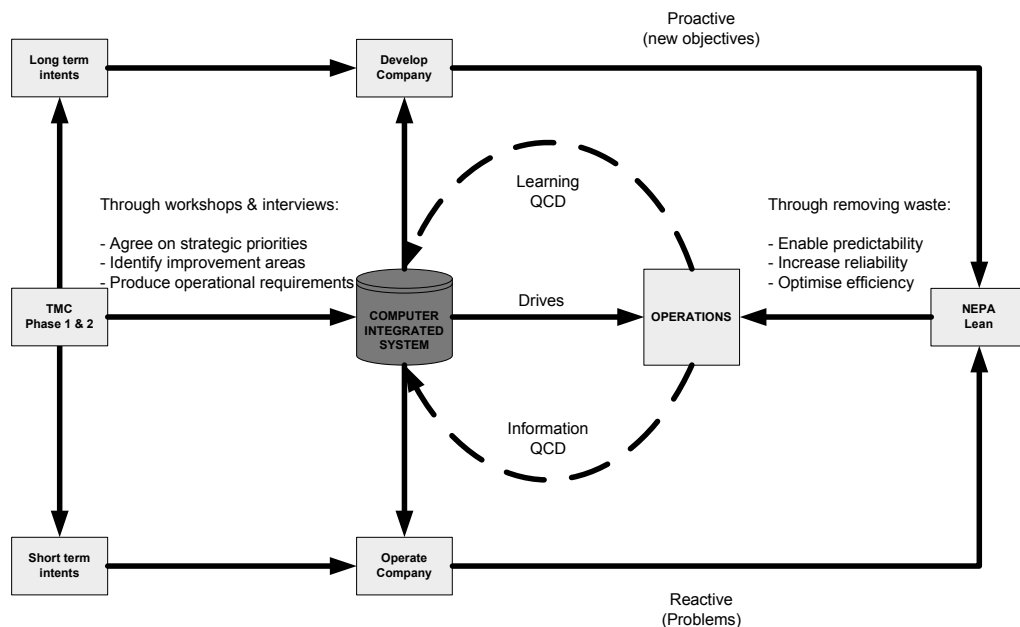 Proactive
(new objectives)
Long term
intents
Develop
Company
Learning
QCD
Through workshops & interviews:
- Agree on strategic priorities
- Identify improvement areas
- Produce operational requirements
Through removing waste:
- Enable predictability
- Increase reliability
- Optimise efficiency
TMC
Phase 1 & 2
COMPUTER
INTEGRATED
SYSTEM
Drives
OPERATIONS
NEPA
Lean
Information
QCD
Short term
intents
Operate
Company
Reactive
(Problems)